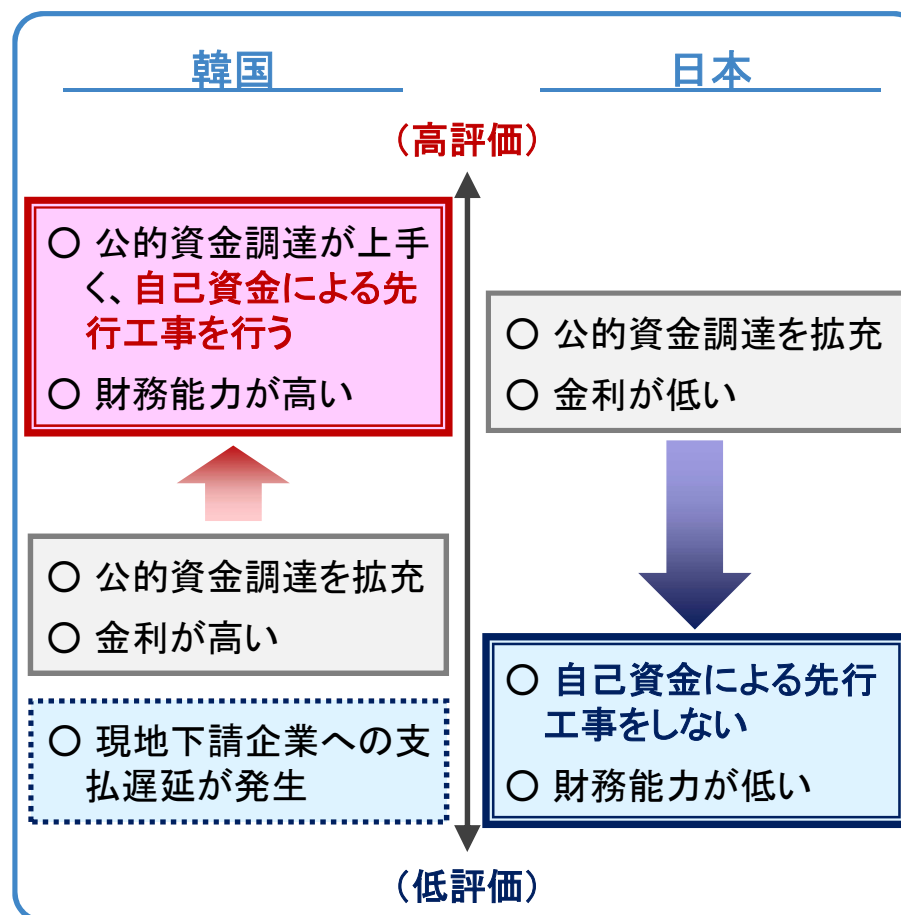 韓国
日本
（高評価）
○ 公的資金調達が上手
く、自己資金による先
行工事を行う
○ 財務能力が高い
○ 公的資金調達を拡充
○ 金利が低い
○ 公的資金調達を拡充
○ 金利が高い
○ 現地下請企業への支
払遅延が発生
○ 自己資金による先行
工事をしない
○ 財務能力が低い
（低評価）